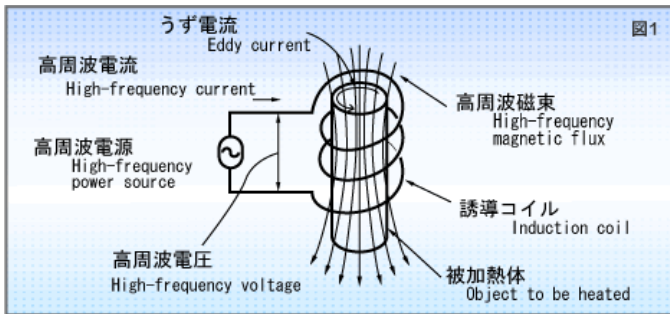 図1
うず電流
Eddy current
高周波電流
High-frequency current
高周波磁束
High-frequency
magnetic flux
高周波電源
High-frequency
power source
誘導コイル
Induction coil
高周波電圧
High-frequency voltage
被加熱体
Object to be heated